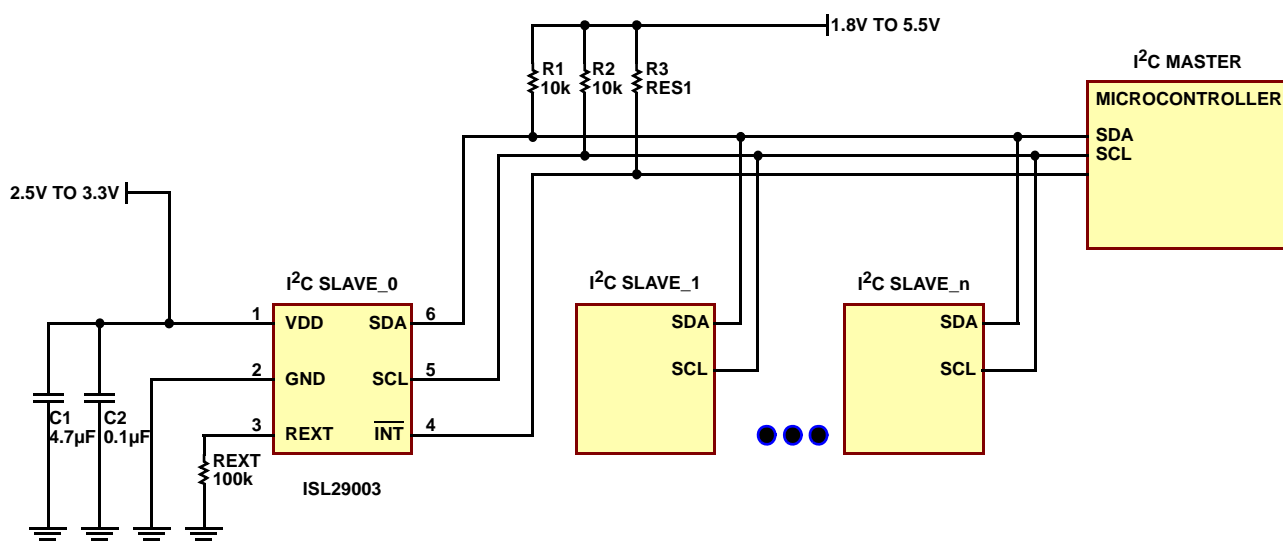 1.8V TO 5.5V
R1
10k
R2
10k
R3
RES1
I²C MASTER
MICROCONTROLLER
SDA
SCL
2.5V TO 3.3V
I²C SLAVE_0
1
VDD
SDA
6
2
GND
SCL
5
3
REXT
INT
4
C1
4.7µF
C2
0.1µF
REXT
100k
ISL29003
I²C SLAVE_1
SDA
SCL
I²C SLAVE_n
SDA
SCL